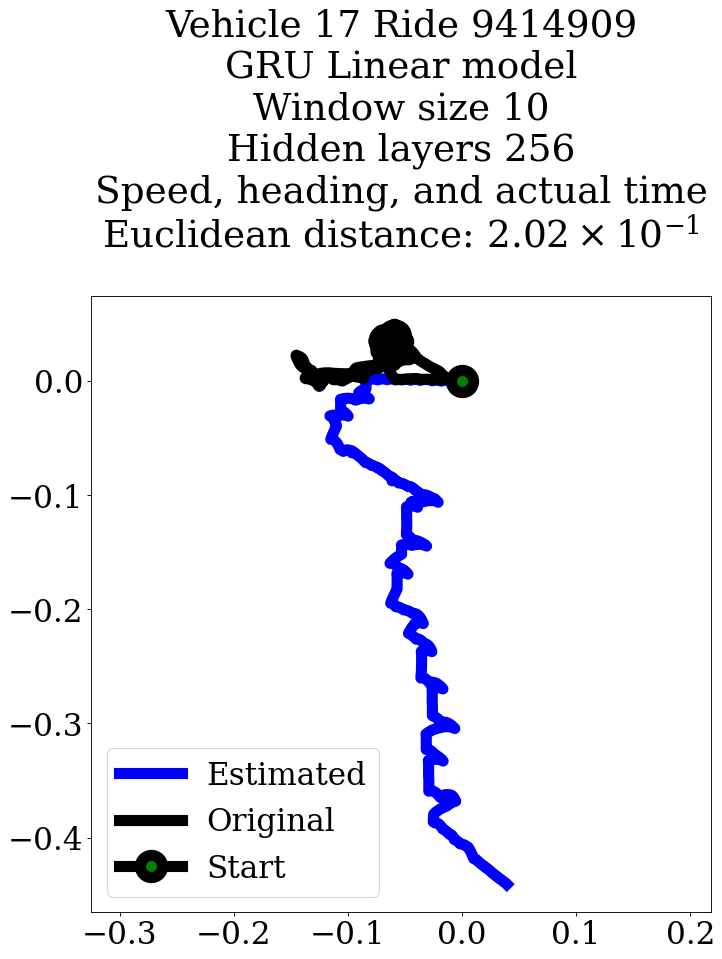 Vehicle 17 Ride 9414909
GRU Linear model
Window size 10
Hidden layers 256
Speed, heading, and actual time
Euclidean distance: 2.02 × 10⁻¹
0.0
−0.1
−0.2
−0.3
−0.4
Estimated
Original
Start
−0.3 −0.2 −0.1 0.0 0.1 0.2